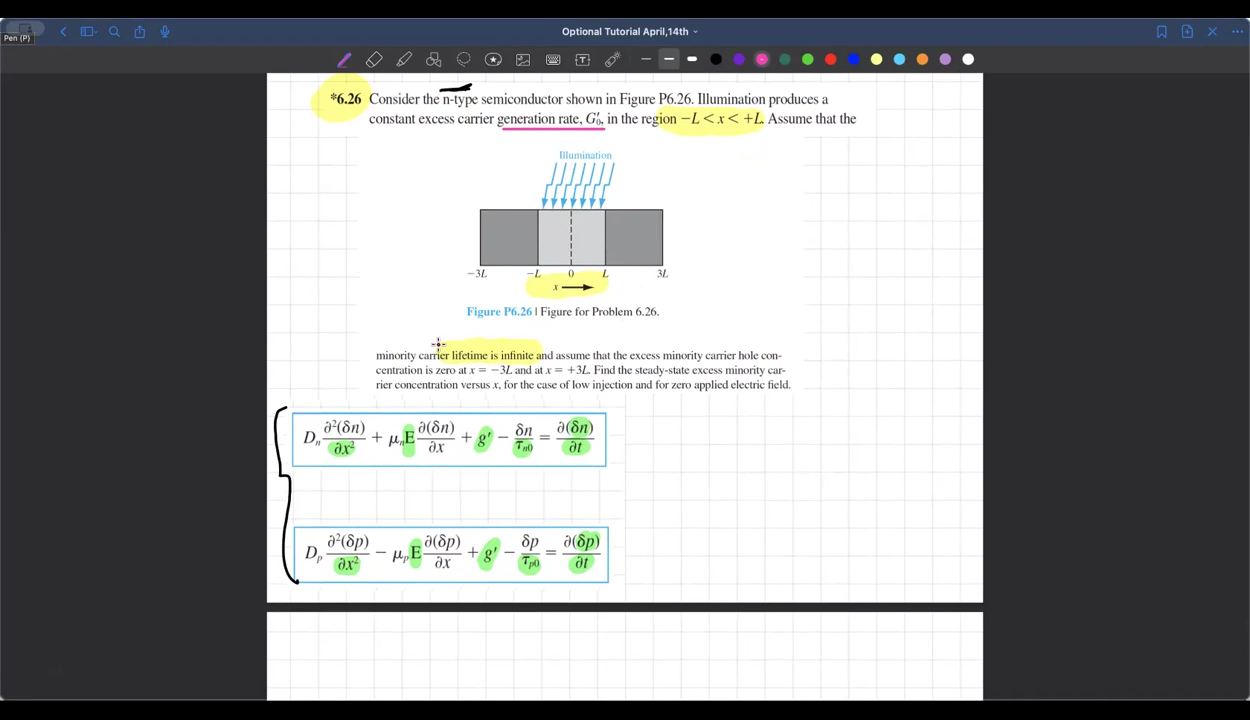 Optional Tutorial April,14th
Pen (P)
*6.26 Consider the n-type semiconductor shown in Figure P6.26. Illumination produces a
constant excess carrier generation rate, G′₀, in the region −L < x < +L. Assume that the
Illumination
−3L −L 0 L 3L
x
Figure P6.26 | Figure for Problem 6.26.
minority carrier lifetime is infinite and assume that the excess minority carrier hole con-
centration is zero at x = −3L and at x = +3L. Find the steady-state excess minority car-
rier concentration versus x, for the case of low injection and for zero applied electric field.
Dₙ ∂²(δn)/∂x² + μₙE ∂(δn)/∂x + g′ − δn/τₙ₀ = ∂(δn)/∂t
Dₚ ∂²(δp)/∂x² − μₚE ∂(δp)/∂x + g′ − δp/τₚ₀ = ∂(δp)/∂t